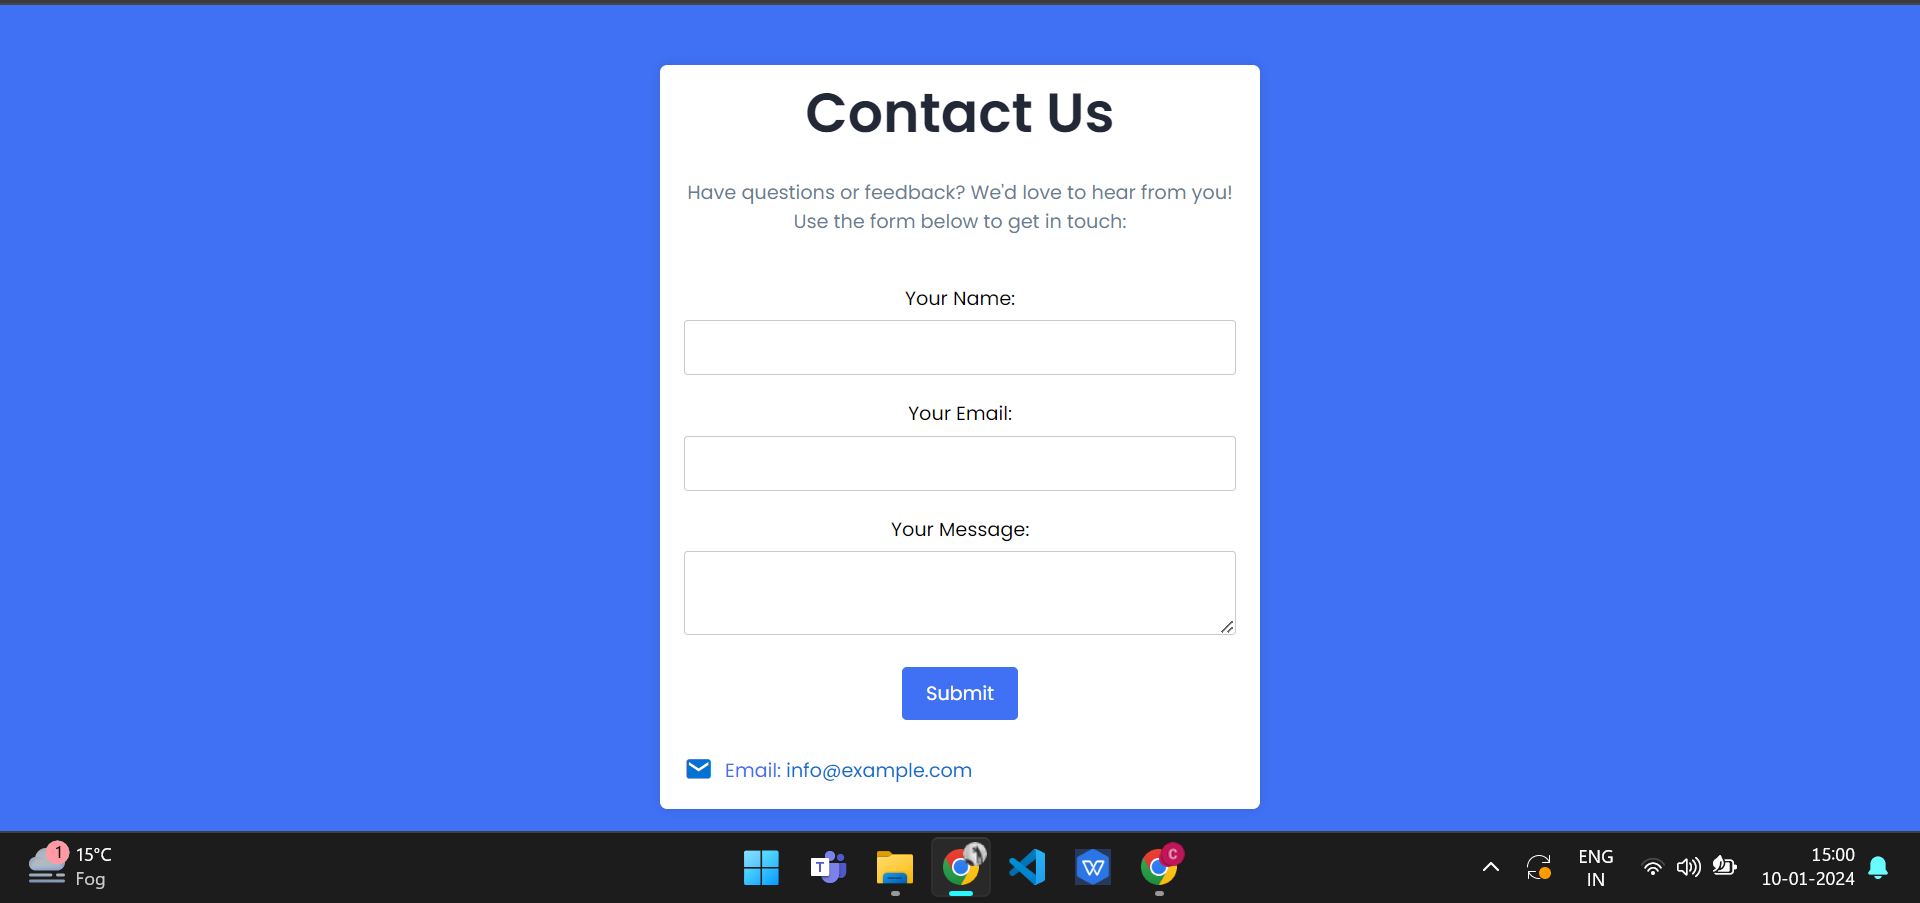 Contact Us
Have questions or feedback? We'd love to hear from you!
Use the form below to get in touch:
Your Name:
Your Email:
Your Message:
Submit
Email: info@example.com
1
15°C
Fog
T
W
C
ENG
IN
15:00
10-01-2024